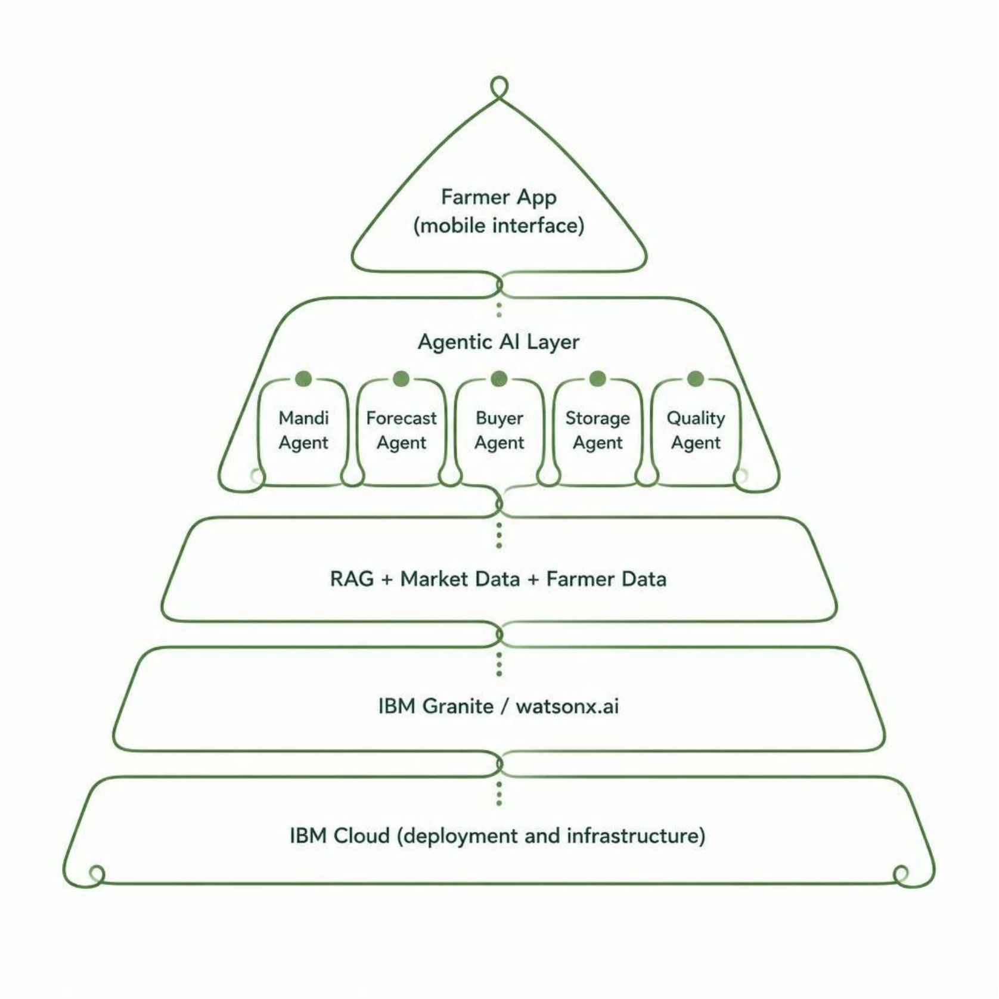 Farmer App
(mobile interface)
Agentic AI Layer
Mandi
Agent
Forecast
Agent
Buyer
Agent
Storage
Agent
Quality
Agent
RAG + Market Data + Farmer Data
IBM Granite / watsonx.ai
IBM Cloud (deployment and infrastructure)